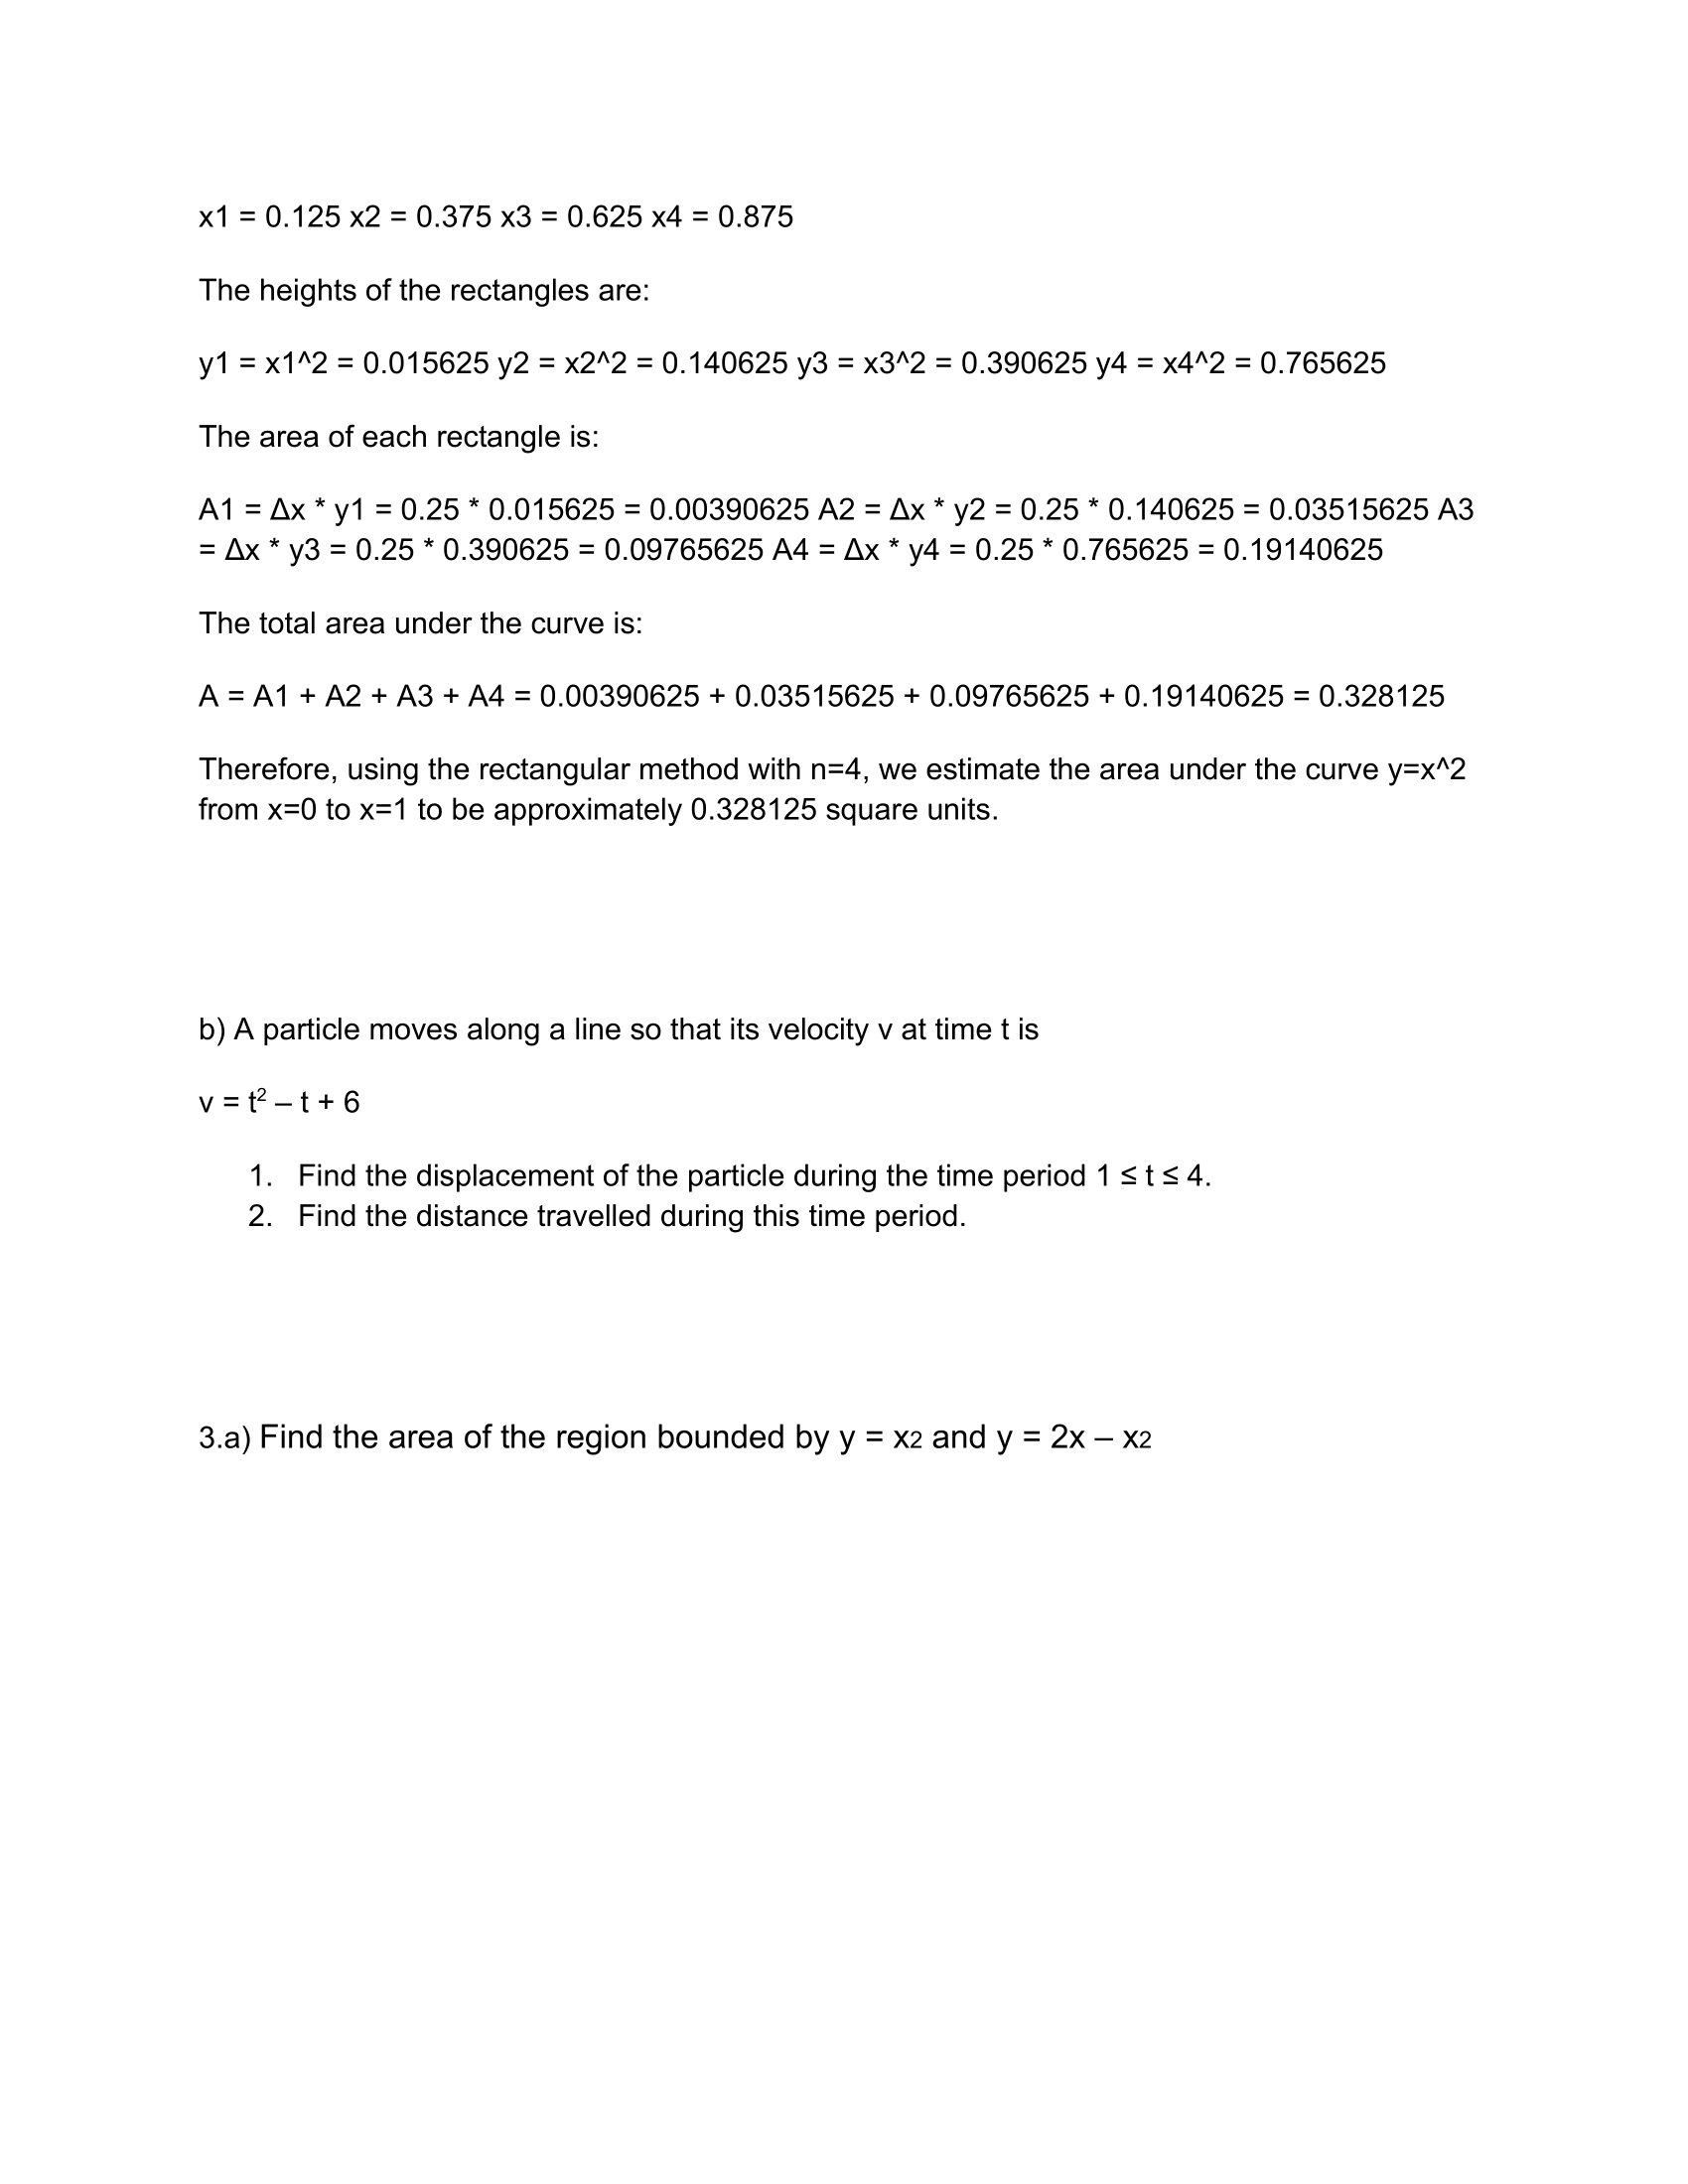 x1 = 0.125 x2 = 0.375 x3 = 0.625 x4 = 0.875
The heights of the rectangles are:
y1 = x1^2 = 0.015625 y2 = x2^2 = 0.140625 y3 = x3^2 = 0.390625 y4 = x4^2 = 0.765625
The area of each rectangle is:
A1 = Δx * y1 = 0.25 * 0.015625 = 0.00390625 A2 = Δx * y2 = 0.25 * 0.140625 = 0.03515625 A3
= Δx * y3 = 0.25 * 0.390625 = 0.09765625 A4 = Δx * y4 = 0.25 * 0.765625 = 0.19140625
The total area under the curve is:
A = A1 + A2 + A3 + A4 = 0.00390625 + 0.03515625 + 0.09765625 + 0.19140625 = 0.328125
Therefore, using the rectangular method with n=4, we estimate the area under the curve y=x^2
from x=0 to x=1 to be approximately 0.328125 square units.
b) A particle moves along a line so that its velocity v at time t is
v = t² – t + 6
1. Find the displacement of the particle during the time period 1 ≤ t ≤ 4.
2. Find the distance travelled during this time period.
3.a) Find the area of the region bounded by y = x2 and y = 2x – x2